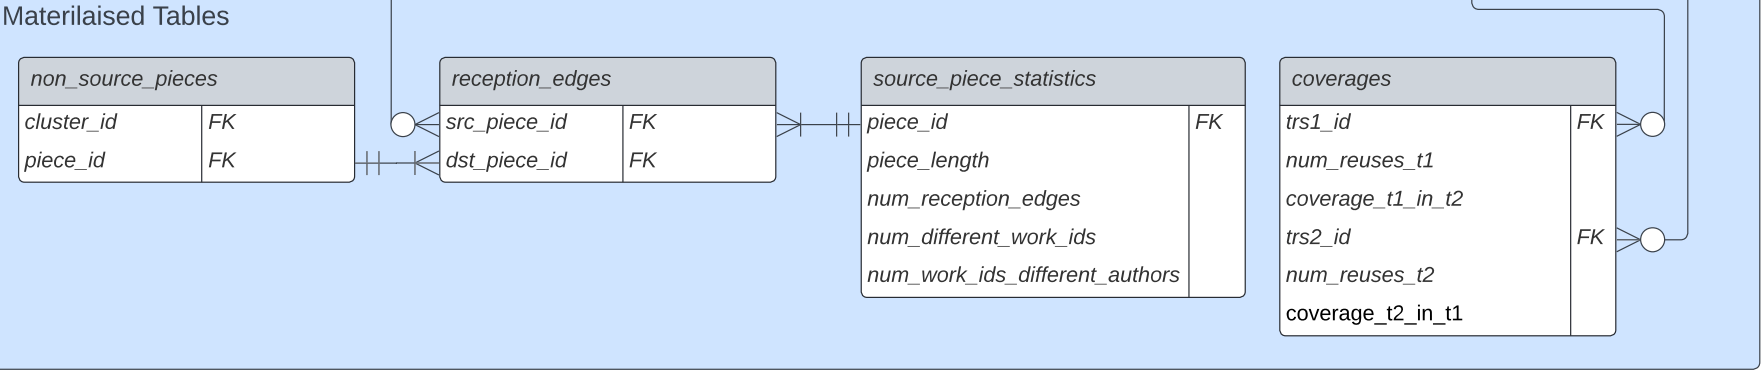 Materilaised Tables
non_source_pieces
cluster_id FK
piece_id FK
reception_edges
src_piece_id FK
dst_piece_id FK
source_piece_statistics
piece_id FK
piece_length
num_reception_edges
num_different_work_ids
num_work_ids_different_authors
coverages
trs1_id FK
num_reuses_t1
coverage_t1_in_t2
trs2_id FK
num_reuses_t2
coverage_t2_in_t1